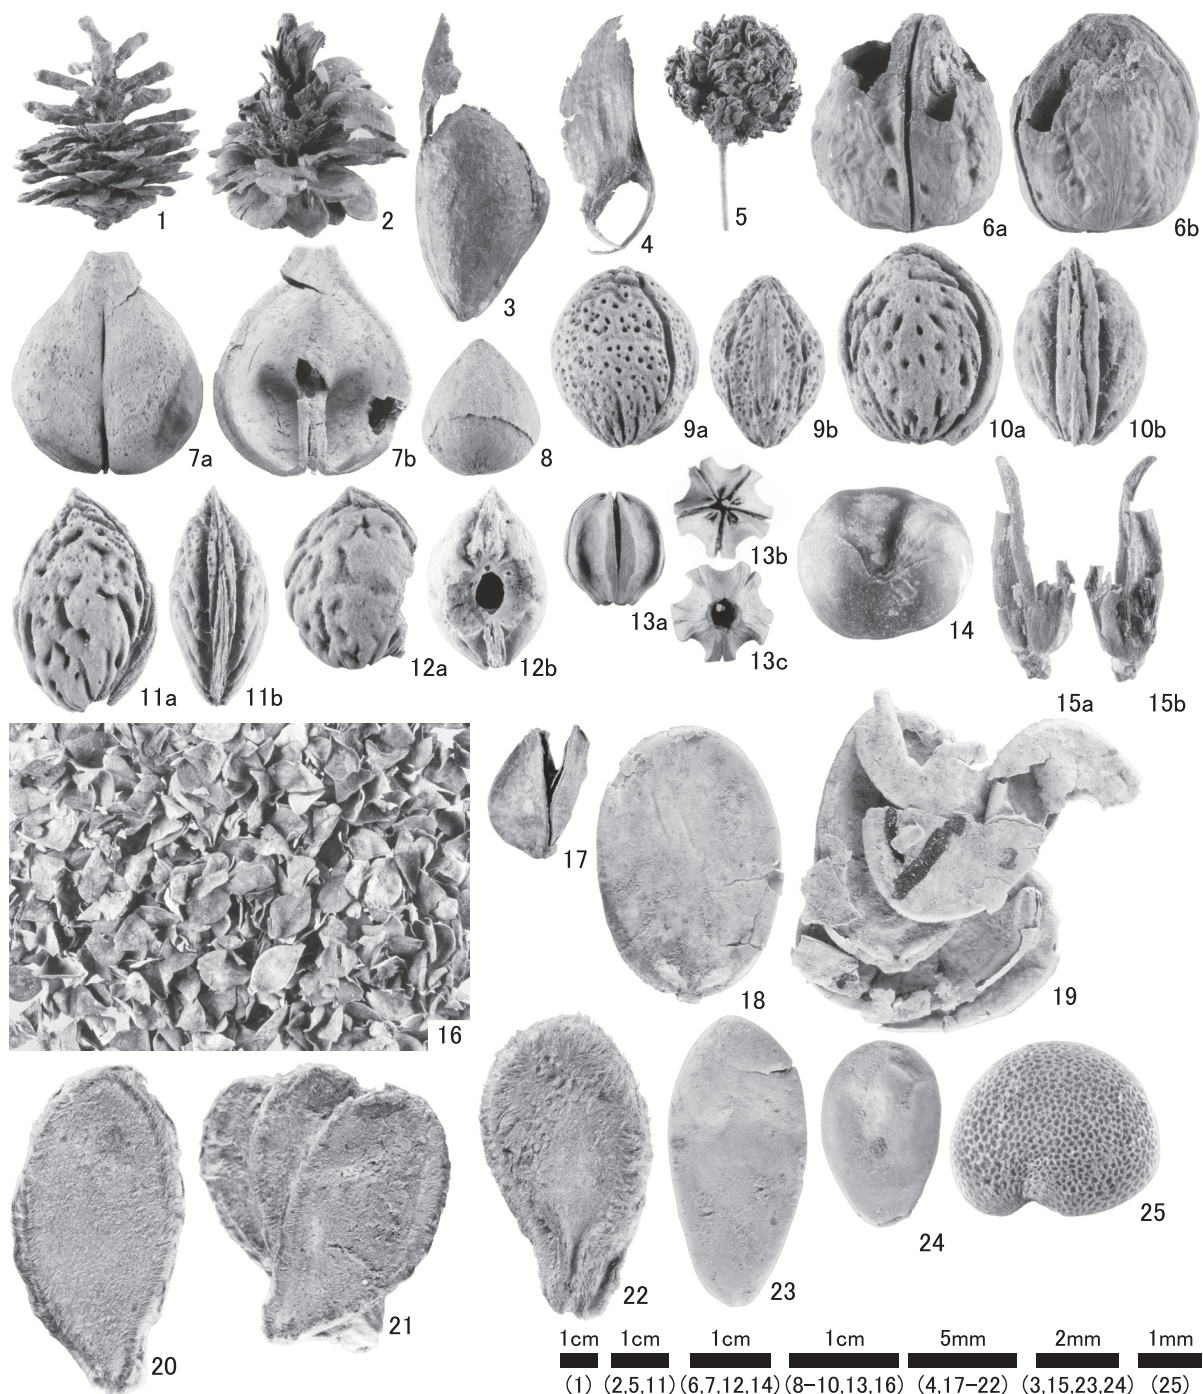 1
2
3
4
5
6a
6b
7a
7b
8
9a
9b
10a
10b
11a
11b
12a
12b
13a
13b
13c
14
15a
15b
16
17
18
19
20
21
22
23
24
25
1cm 1cm 1cm 1cm 5mm 2mm 1mm
(1) (2,5,11) (6,7,12,14) (8-10,13,16) (4,17-22) (3,15,23,24) (25)